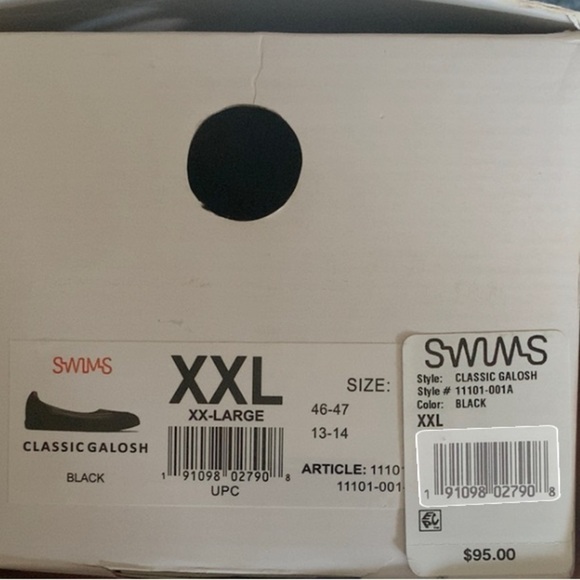 SWIMS
CLASSIC GALOSH
BLACK
XXL
XX-LARGE
1 91098 02790 8
UPC
SIZE:
46-47
13-14
ARTICLE: 1110
11101-001
SWIMS
Style: CLASSIC GALOSH
Style # 11101-001A
Color: BLACK
XXL
1 91098 02790 8
$95.00